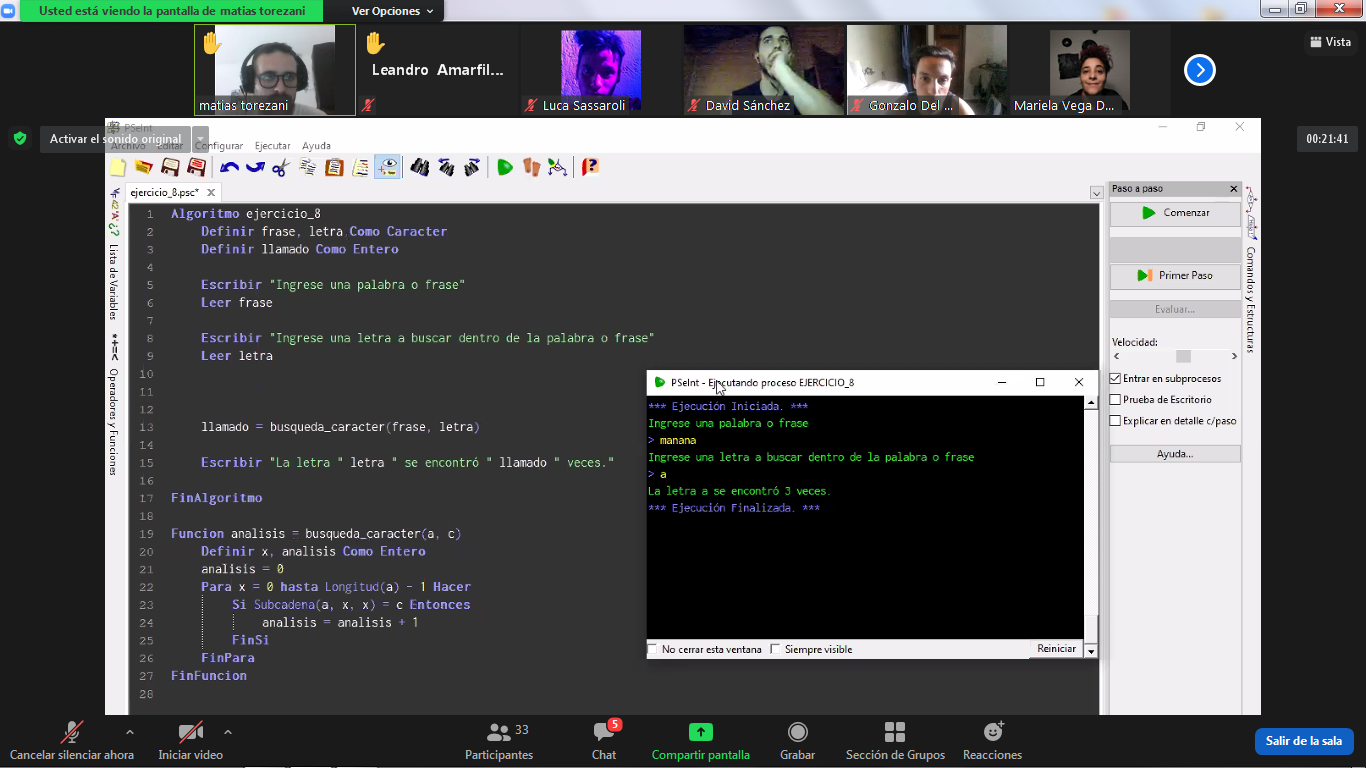 Usted está viendo la pantalla de matias torezani
Ver Opciones
matias torezani
Leandro Amarfil...
Luca Sassaroli
David Sánchez
Gonzalo Del ...
Mariela Vega D...
Vista
Activar el sonido original
00:21:41
PSeInt
Archivo Editar Configurar Ejecutar Ayuda
ejercicio_8.psc*
Lista de Variables
Operadores y Funciones
1 Algoritmo ejercicio_8
2 Definir frase, letra Como Caracter
3 Definir llamado Como Entero
4
5 Escribir "Ingrese una palabra o frase"
6 Leer frase
7
8 Escribir "Ingrese una letra a buscar dentro de la palabra o frase"
9 Leer letra
10
11
12
13 llamado = busqueda_caracter(frase, letra)
14
15 Escribir "La letra " letra " se encontró " llamado " veces."
16
17 FinAlgoritmo
18
19 Funcion analisis = busqueda_caracter(a, c)
20 Definir x, analisis Como Entero
21 analisis = 0
22 Para x = 0 hasta Longitud(a) - 1 Hacer
23 Si Subcadena(a, x, x) = c Entonces
24 analisis = analisis + 1
25 FinSi
26 FinPara
27 FinFuncion
28
PSeInt - Ejecutando proceso EJERCICIO_8
*** Ejecución Iniciada. ***
Ingrese una palabra o frase
> manana
Ingrese una letra a buscar dentro de la palabra o frase
> a
La letra a se encontró 3 veces.
*** Ejecución Finalizada. ***
No cerrar esta ventana
Siempre visible
Reiniciar
Paso a paso
Comenzar
Primer Paso
Evaluar...
Velocidad:
Entrar en subprocesos
Prueba de Escritorio
Explicar en detalle c/paso
Ayuda...
Comandos y Estructuras
Cancelar silenciar ahora
Iniciar video
33
Participantes
5
Chat
Compartir pantalla
Grabar
Sección de Grupos
Reacciones
Salir de la sala